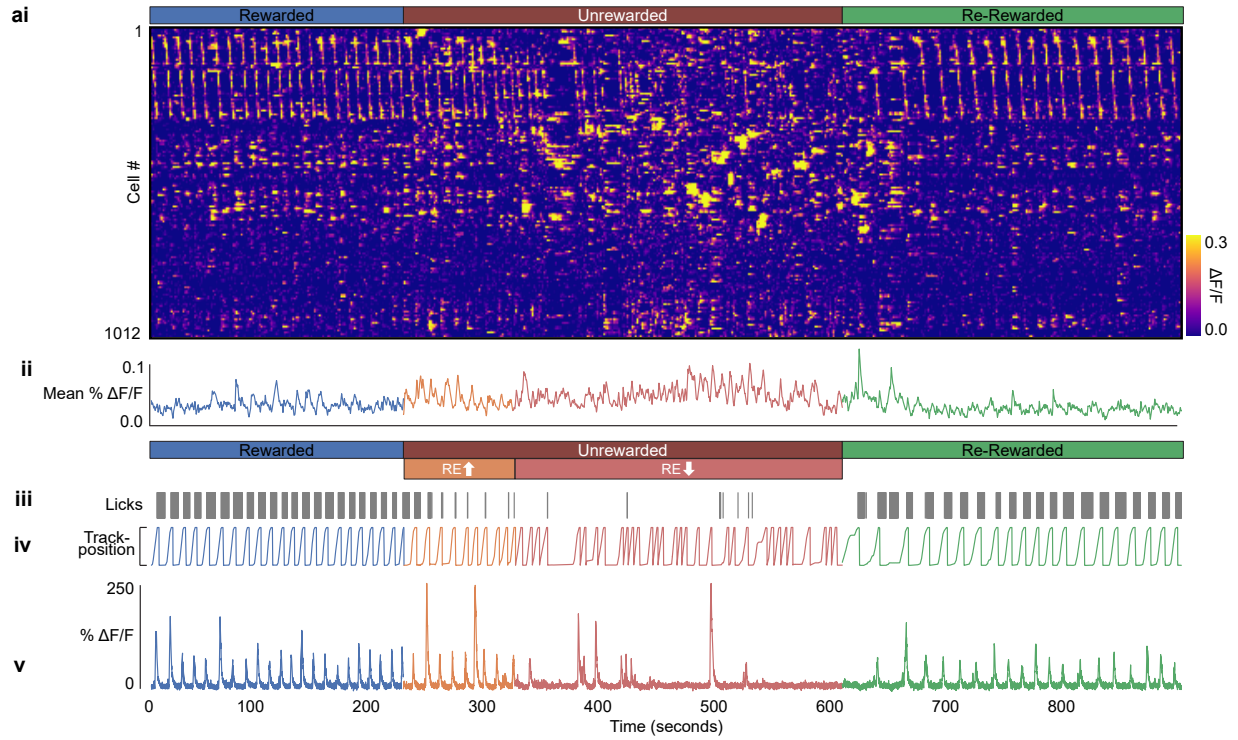 ai
Rewarded
Unrewarded
Re-Rewarded
1
Cell #
1012
0.3
ΔF/F
0.0
ii
0.1
Mean % ΔF/F
0.0
Rewarded
Unrewarded
Re-Rewarded
RE⬆
RE⬇
iii
Licks
iv
Track-
position
250
% ΔF/F
v
0
0 100 200 300 400 500 600 700 800
Time (seconds)